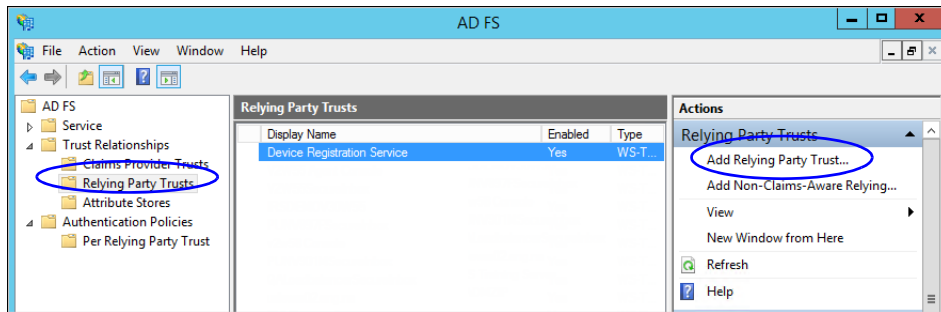 AD FS
File Action View Window Help
AD FS
Service
Trust Relationships
Claims Provider Trusts
Relying Party Trusts
Attribute Stores
Authentication Policies
Per Relying Party Trust
Relying Party Trusts
Display Name Enabled Type
Device Registration Service Yes WS-T...
Actions
Relying Party Trusts
Add Relying Party Trust...
Add Non-Claims-Aware Relying...
View
New Window from Here
Refresh
Help